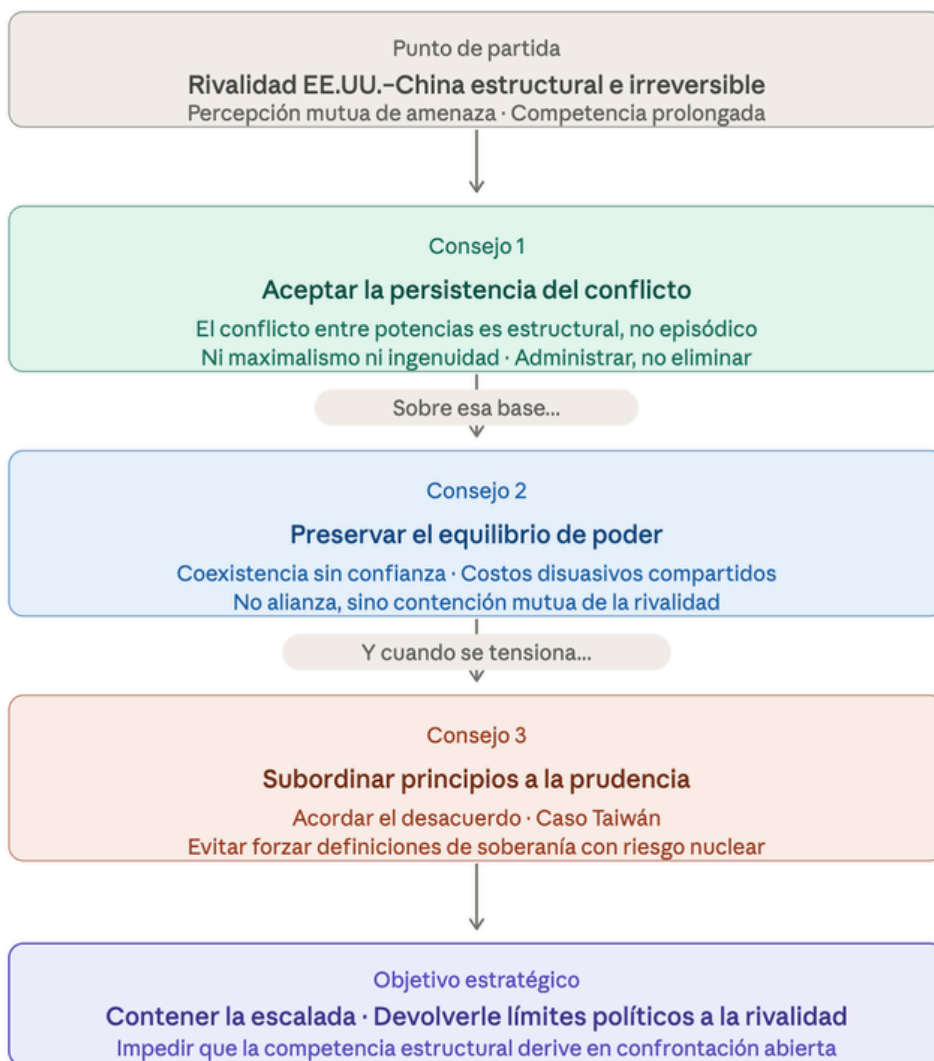 Punto de partida
Rivalidad EE.UU.–China estructural e irreversible
Percepción mutua de amenaza · Competencia prolongada
Consejo 1
Aceptar la persistencia del conflicto
El conflicto entre potencias es estructural, no episódico
Ni maximalismo ni ingenuidad · Administrar, no eliminar
Sobre esa base...
Consejo 2
Preservar el equilibrio de poder
Coexistencia sin confianza · Costos disuasivos compartidos
No alianza, sino contención mutua de la rivalidad
Y cuando se tensiona...
Consejo 3
Subordinar principios a la prudencia
Acordar el desacuerdo · Caso Taiwán
Evitar forzar definiciones de soberanía con riesgo nuclear
Objetivo estratégico
Contener la escalada · Devolverle límites políticos a la rivalidad
Impedir que la competencia estructural derive en confrontación abierta